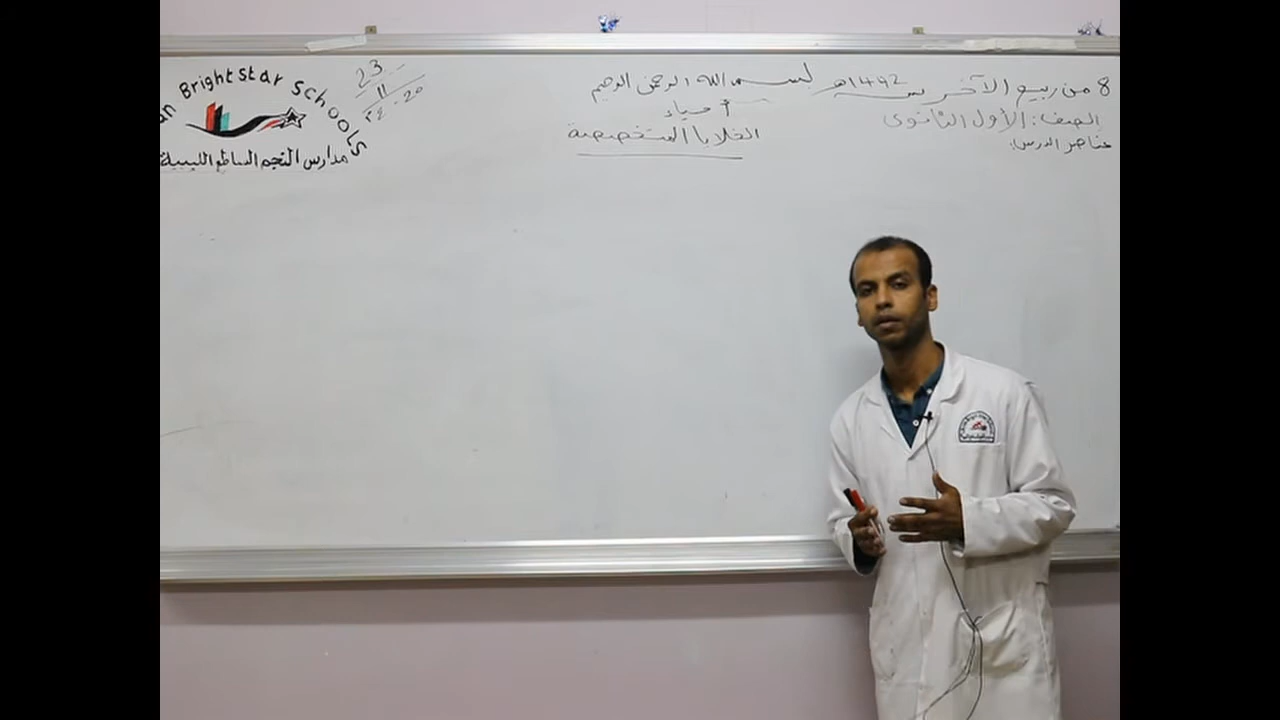 8 من ربيع الآخر 1442هـ
بسم الله الرحمن الرحيم
أحياء
الخلايا المتخصصة
الصف: الأول الثانوي
عناصر الدرس:
Bright Star Schools
مدارس النجم الساطع الليبية
23
11
2020